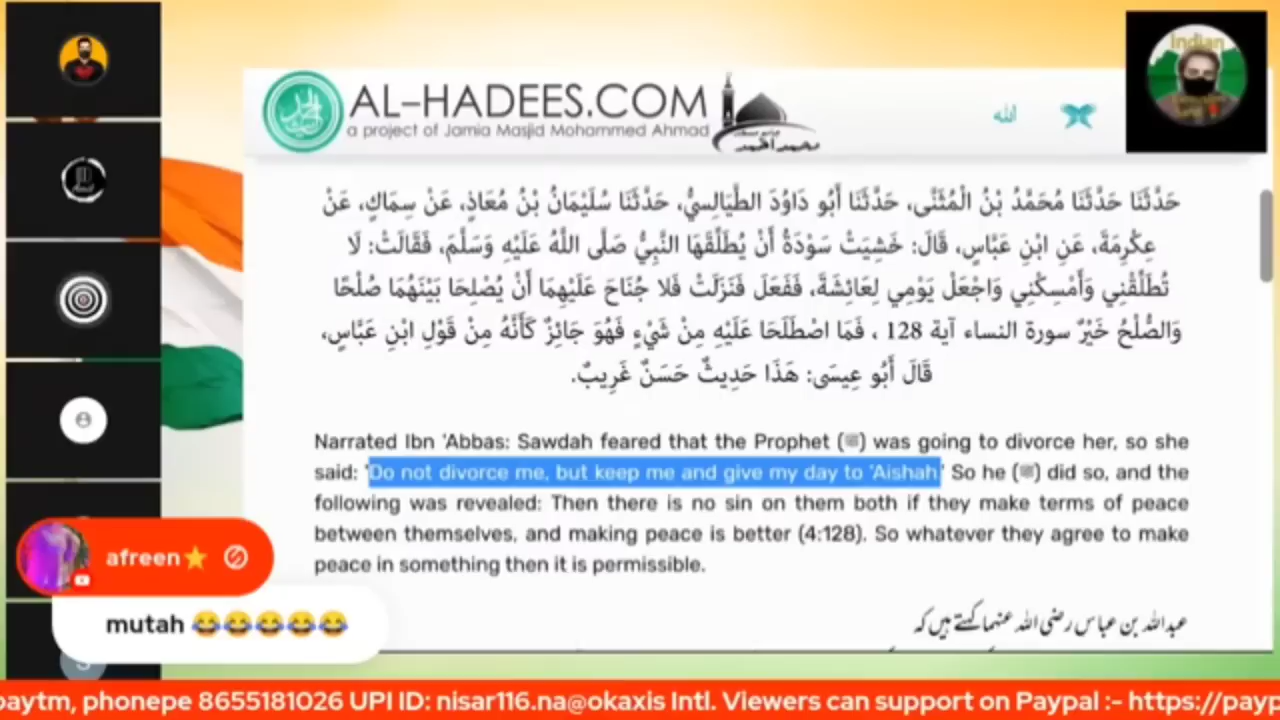 Indian
AL-HADEES.COM
a project of Jamia Masjid Mohammed Ahmad
الله
حَدَّثَنَا حَدَّثَنَا مُحَمَّدُ بْنُ الْمُثَنَّى، حَدَّثَنَا أَبُو دَاوُدَ الطَّيَالِسِيُّ، حَدَّثَنَا سُلَيْمَانُ بْنُ مُعَاذٍ، عَنْ سِمَاكٍ، عَنْ
عِكْرِمَةَ، عَنِ ابْنِ عَبَّاسٍ، قَالَ: خَشِيَتْ سَوْدَةُ أَنْ يُطَلِّقَهَا النَّبِيُّ صَلَّى اللَّهُ عَلَيْهِ وَسَلَّمَ، فَقَالَتْ: لَا
تُطَلِّقْنِي وَأَمْسِكْنِي وَاجْعَلْ يَوْمِي لِعَائِشَةَ، فَفَعَلَ فَنَزَلَتْ فَلا جُنَاحَ عَلَيْهِمَا أَنْ يُصْلِحَا بَيْنَهُمَا صُلْحًا
وَالصُّلْحُ خَيْرٌ سورة النساء آية 128 ، فَمَا اصْطَلَحَا عَلَيْهِ مِنْ شَيْءٍ فَهُوَ جَائِزٌ كَأَنَّهُ مِنْ قَوْلِ ابْنِ عَبَّاسٍ،
قَالَ أَبُو عِيسَى: هَذَا حَدِيثٌ حَسَنٌ غَرِيبٌ.
Narrated Ibn 'Abbas: Sawdah feared that the Prophet (ﷺ) was going to divorce her, so she
said: 'Do not divorce me, but keep me and give my day to 'Aishah.' So he (ﷺ) did so, and the
following was revealed: Then there is no sin on them both if they make terms of peace
between themselves, and making peace is better (4:128). So whatever they agree to make
peace in something then it is permissible.
عبداللہ بن عباس رضی اللہ عنہما کہتے ہیں کہ
afreen⭐
mutah 😂😂😂😂😂
paytm, phonepe 8655181026 UPI ID: nisar116.na@okaxis Intl. Viewers can support on Paypal :- https://payp